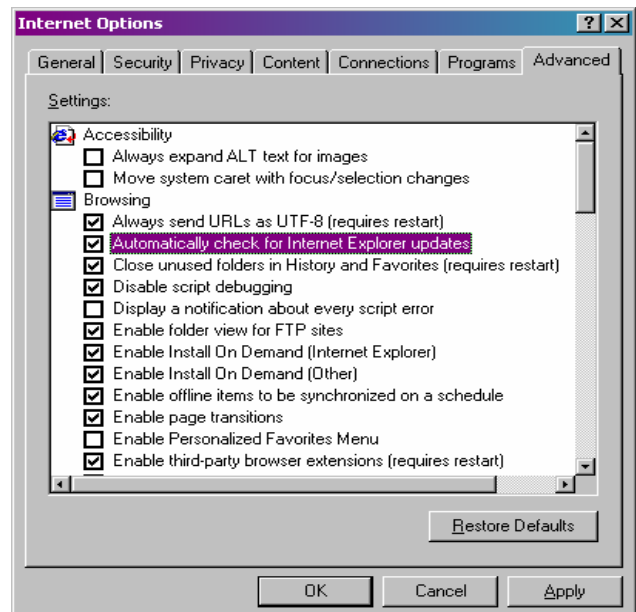 Internet Options
General Security Privacy Content Connections Programs Advanced
Settings:
Accessibility
Always expand ALT text for images
Move system caret with focus/selection changes
Browsing
Always send URLs as UTF-8 (requires restart)
Automatically check for Internet Explorer updates
Close unused folders in History and Favorites (requires restart)
Disable script debugging
Display a notification about every script error
Enable folder view for FTP sites
Enable Install On Demand (Internet Explorer)
Enable Install On Demand (Other)
Enable offline items to be synchronized on a schedule
Enable page transitions
Enable Personalized Favorites Menu
Enable third-party browser extensions (requires restart)
Restore Defaults
OK Cancel Apply